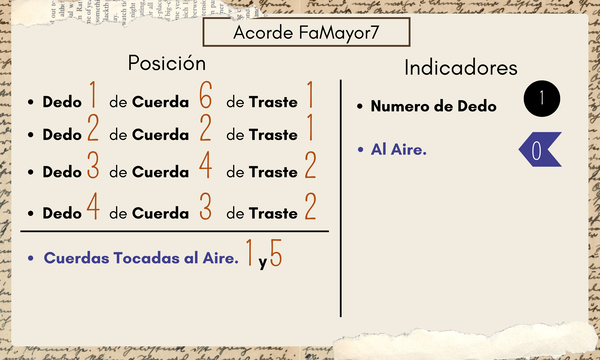 Acorde FaMayor7
Posición
• Dedo 1 de Cuerda 6 de Traste 1
• Dedo 2 de Cuerda 2 de Traste 1
• Dedo 3 de Cuerda 4 de Traste 2
• Dedo 4 de Cuerda 3 de Traste 2
• Cuerdas Tocadas al Aire. 1 y 5
Indicadores
• Numero de Dedo 1
• Al Aire. 0